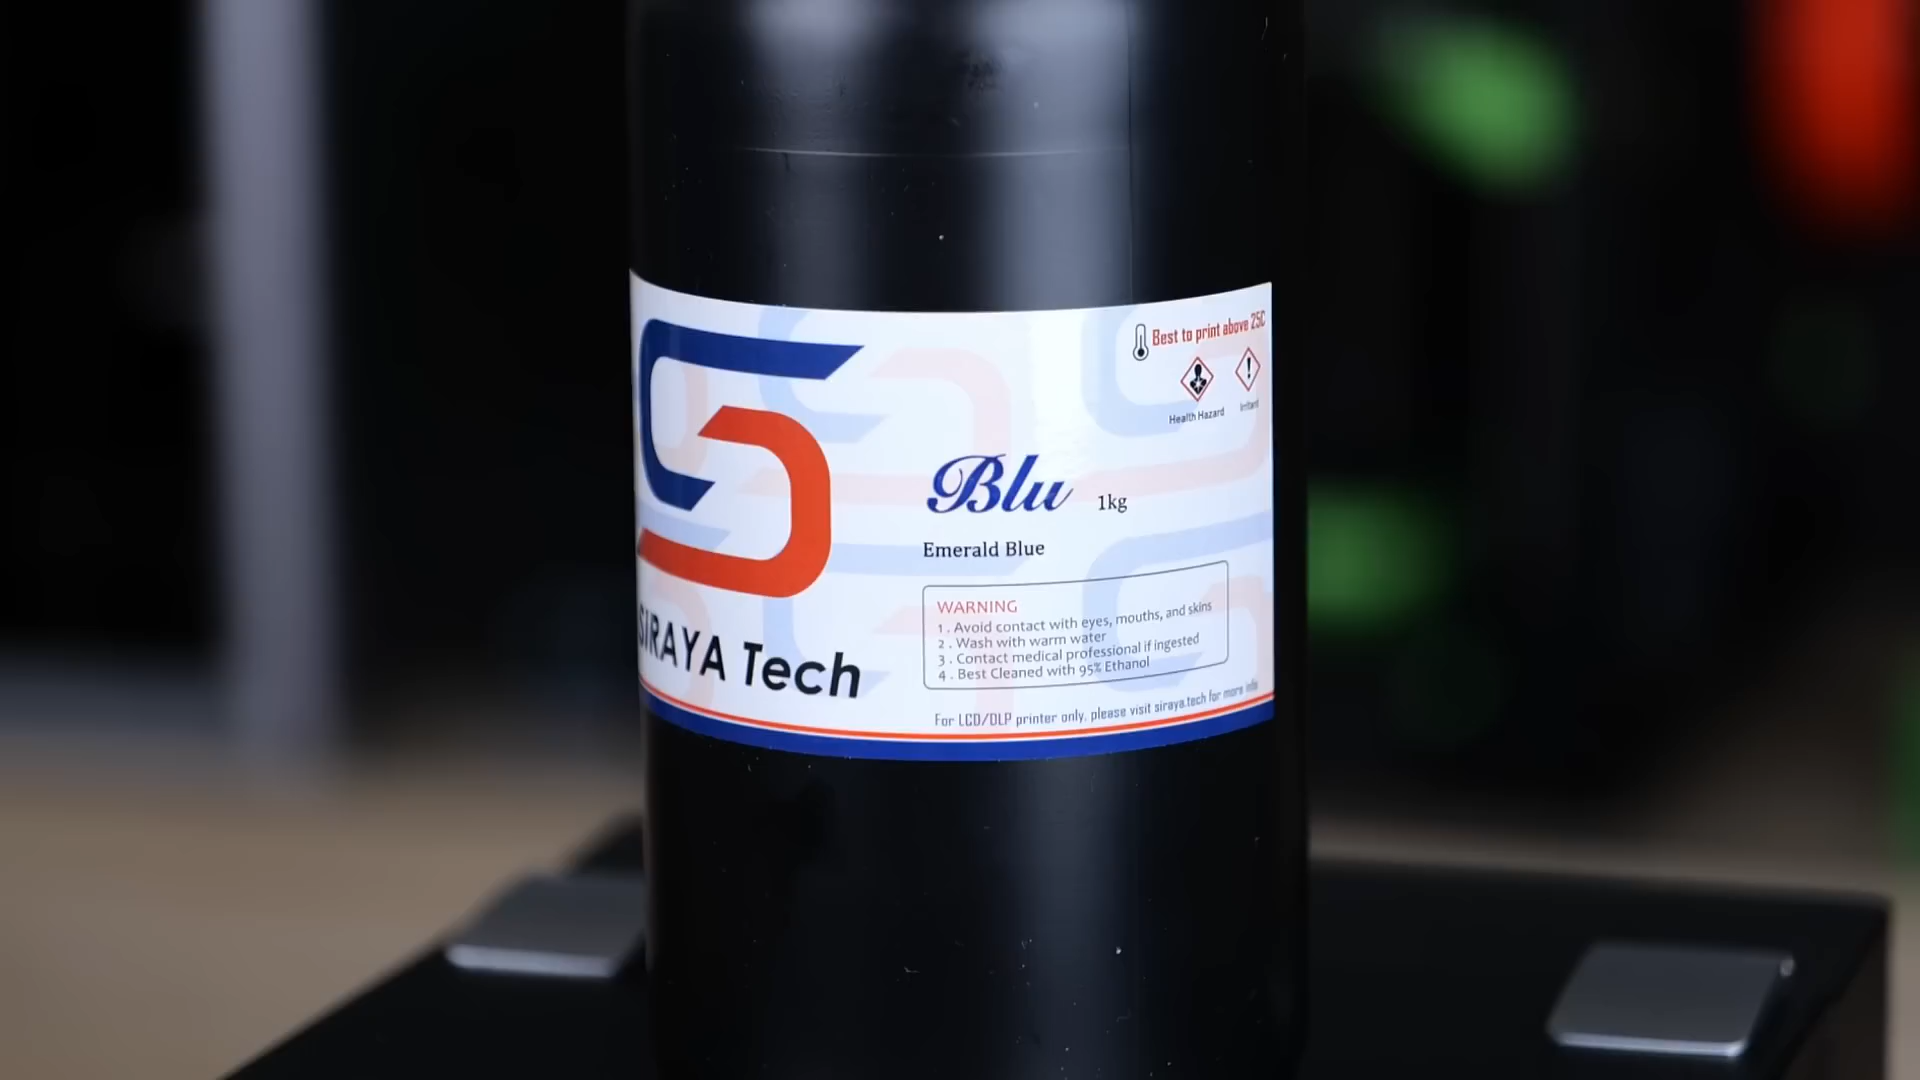 Best to print above 25C
Health Hazard
Irritant
Blu 1kg
Emerald Blue
SIRAYA Tech
WARNING
1. Avoid contact with eyes, mouths, and skins
2. Wash with warm water
3. Contact medical professional if ingested
4. Best Cleaned with 95% Ethanol
For LCD/DLP printer only, please visit siraya.tech for more info